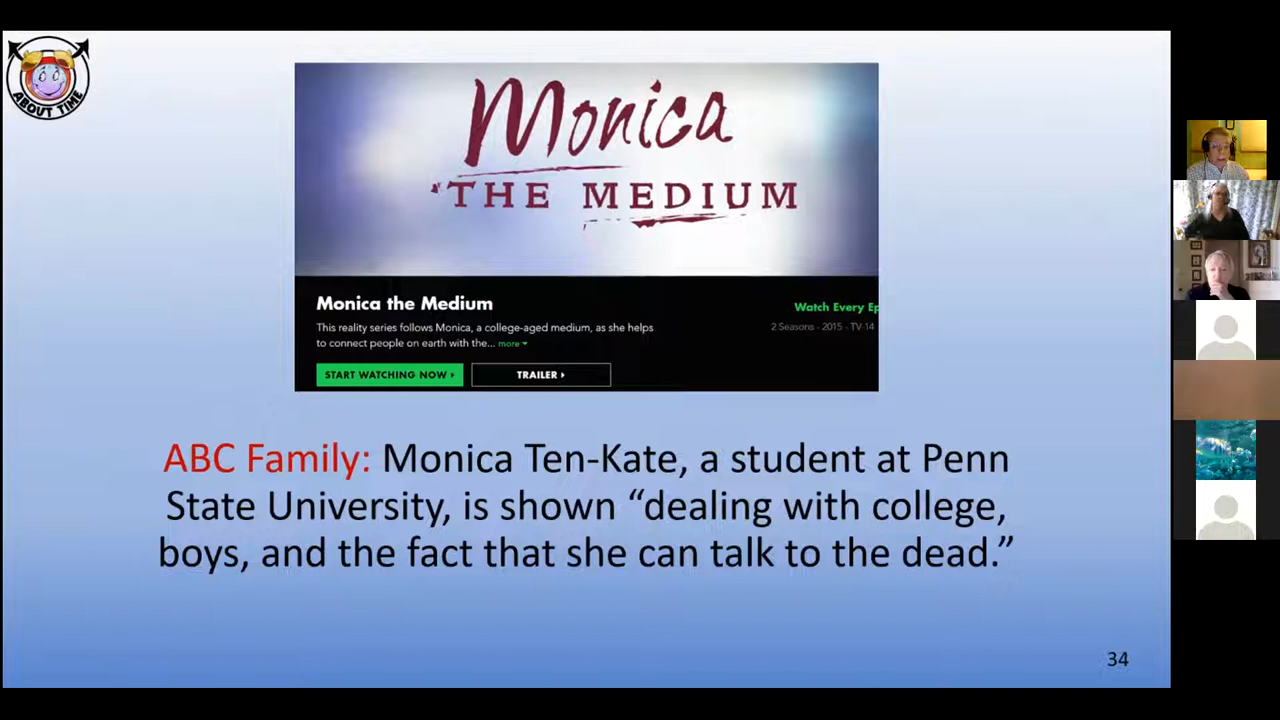 ABOUT TIME
Monica
THE MEDIUM
Monica the Medium
This reality series follows Monica, a college-aged medium, as she helps
to connect people on earth with the... more
START WATCHING NOW
TRAILER
Watch Every Ep
2 Seasons - 2015 - TV-14
ABC Family: Monica Ten-Kate, a student at Penn
State University, is shown “dealing with college,
boys, and the fact that she can talk to the dead.”
34